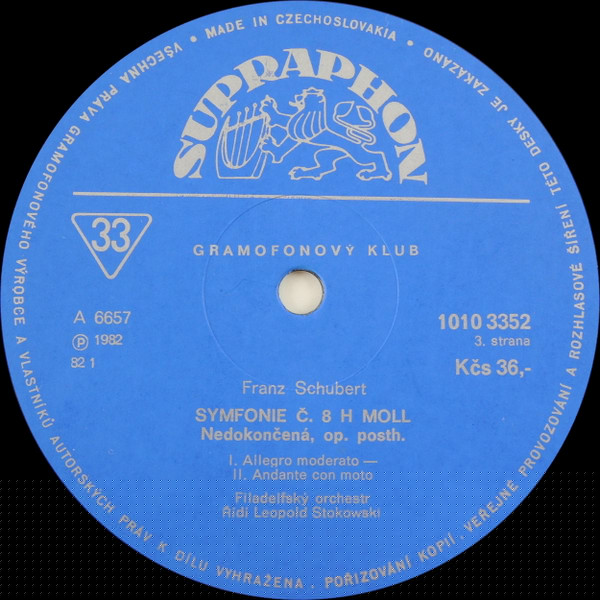 MADE IN CZECHOSLOVAKIA • VŠECHNA PRÁVA GRAMOFONOVÉHO VÝROBCE A VLASTNÍKŮ AUTORSKÝCH PRÁV K DÍLU VYHRAŽENA. POŘIZOVÁNÍ KOPIÍ, VEŘEJNÉ PROVOZOVÁNÍ A ROZHLASOVÉ ŠÍŘENÍ TÉTO DESKY JE ZAKÁZÁNO •
SUPRAPHON
33
GRAMOFONOVÝ KLUB
A 6657
℗ 1982
82 1
1010 3352
3. strana
Kčs 36,-
Franz Schubert
SYMFONIE Č. 8 H MOLL
Nedokončená, op. posth.
I. Allegro moderato —
II. Andante con moto
Filadelfský orchestr
Řídí Leopold Stokowski